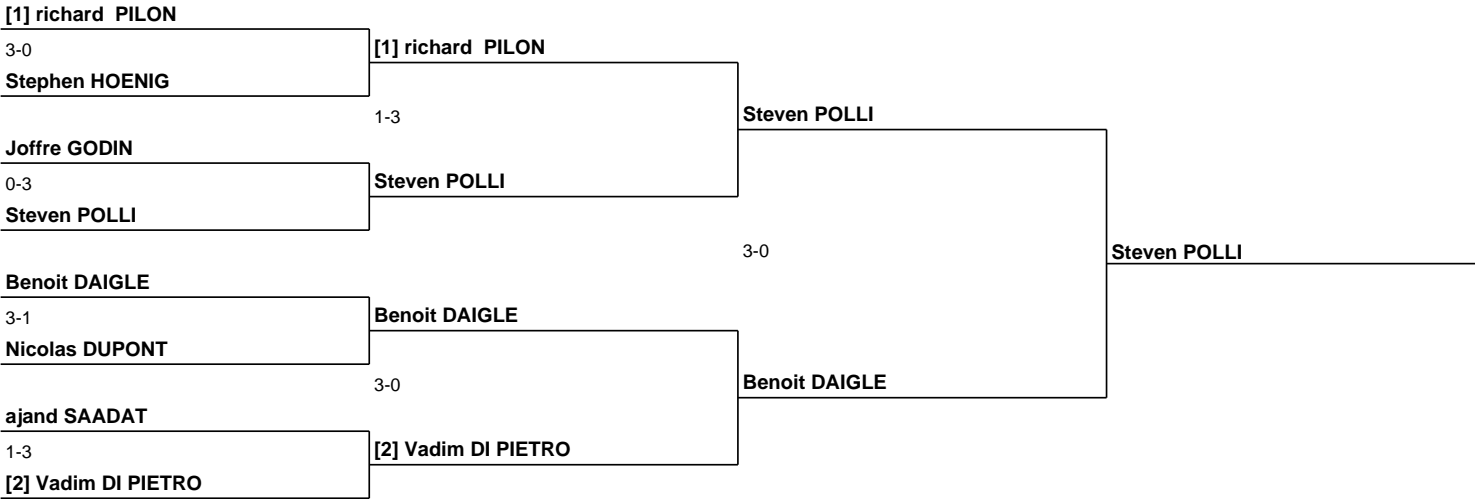 [1] richard  PILON
3-0
Stephen HOENIG
[1] richard  PILON
1-3
Joffre GODIN
0-3
Steven POLLI
Steven POLLI
Steven POLLI
3-0
Steven POLLI
Benoit DAIGLE
3-1
Nicolas DUPONT
Benoit DAIGLE
3-0
Benoit DAIGLE
ajand SAADAT
1-3
[2] Vadim DI PIETRO
[2] Vadim DI PIETRO